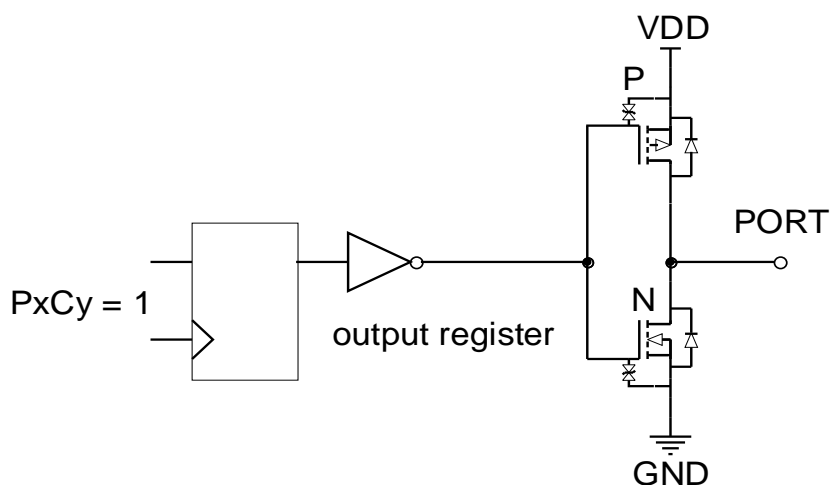 VDD
P
PORT
PxCy = 1
N
output register
GND